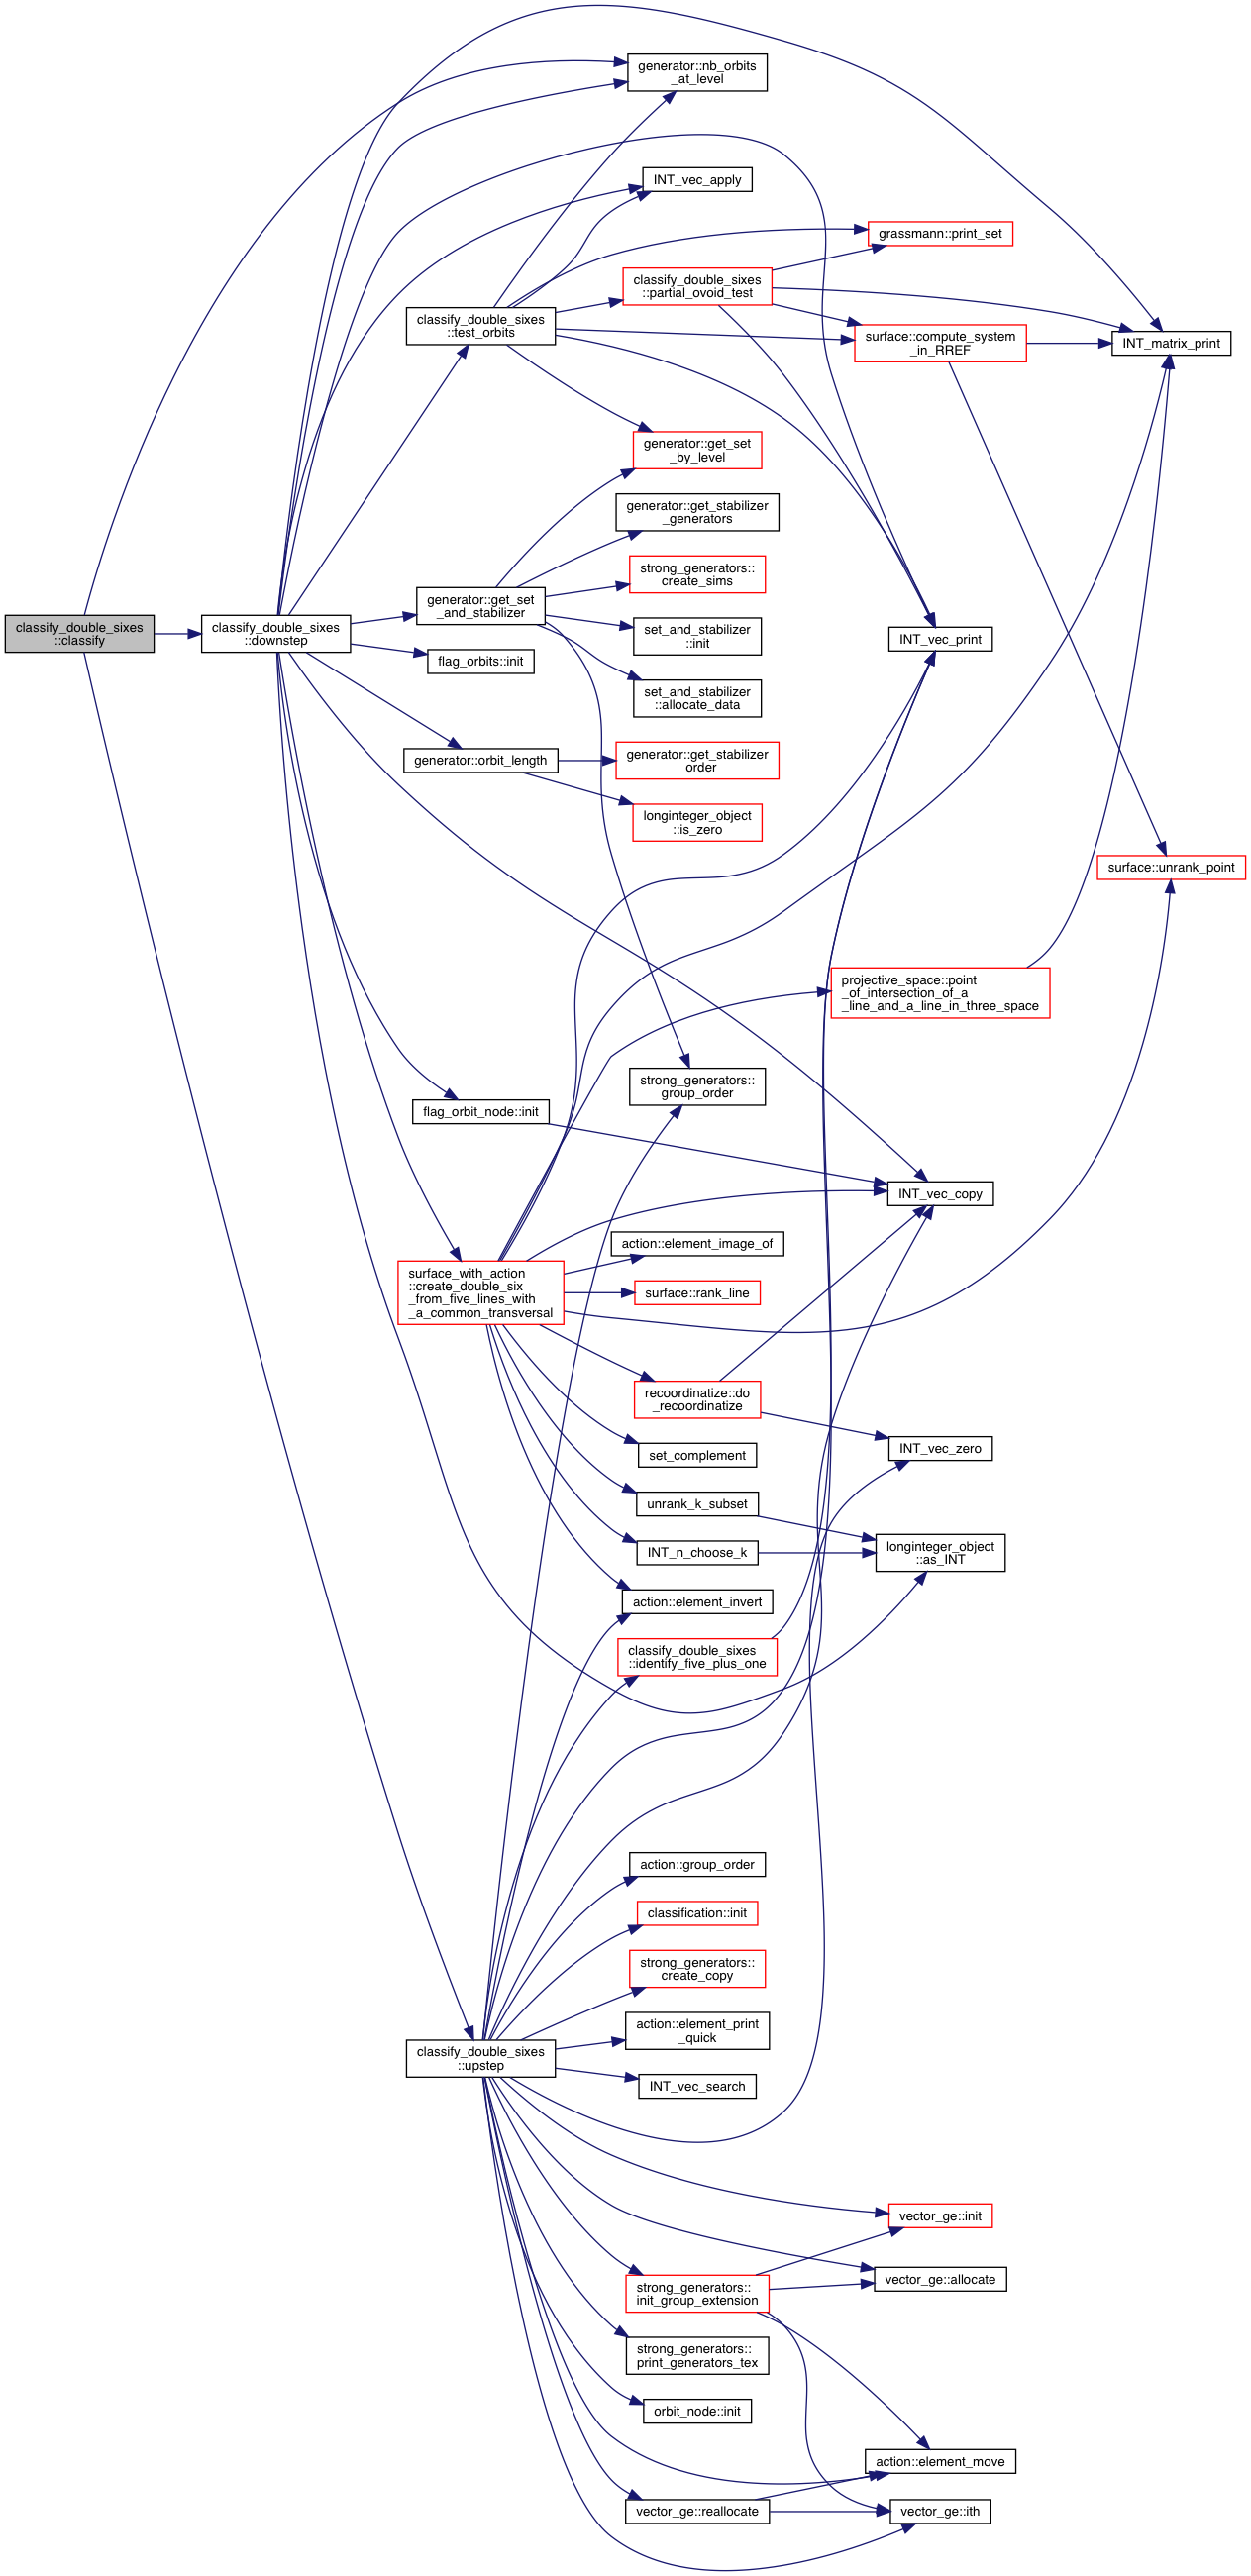 generator::nb_orbits
_at_level
INT_vec_apply
grassmann::print_set
classify_double_sixes
::partial_ovoid_test
classify_double_sixes
::test_orbits
surface::compute_system
_in_RREF
INT_matrix_print
generator::get_set
_by_level
generator::get_stabilizer
_generators
strong_generators::
create_sims
generator::get_set
_and_stabilizer
classify_double_sixes
::classify
classify_double_sixes
::downstep
set_and_stabilizer
::init
INT_vec_print
flag_orbits::init
set_and_stabilizer
::allocate_data
generator::orbit_length
generator::get_stabilizer
_order
longinteger_object
::is_zero
surface::unrank_point
projective_space::point
_of_intersection_of_a
_line_and_a_line_in_three_space
strong_generators::
group_order
flag_orbit_node::init
INT_vec_copy
action::element_image_of
surface_with_action
::create_double_six
_from_five_lines_with
_a_common_transversal
surface::rank_line
recoordinatize::do
_recoordinatize
set_complement
INT_vec_zero
unrank_k_subset
INT_n_choose_k
longinteger_object
::as_INT
action::element_invert
classify_double_sixes
::identify_five_plus_one
action::group_order
classification::init
strong_generators::
create_copy
action::element_print
_quick
classify_double_sixes
::upstep
INT_vec_search
vector_ge::init
vector_ge::allocate
strong_generators::
init_group_extension
strong_generators::
print_generators_tex
orbit_node::init
action::element_move
vector_ge::reallocate
vector_ge::ith